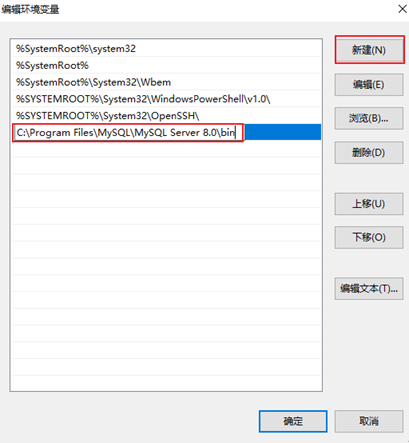 编辑环境变量
%SystemRoot%\system32
%SystemRoot%
%SystemRoot%\System32\Wbem
%SYSTEMROOT%\System32\WindowsPowerShell\v1.0\
%SYSTEMROOT%\System32\OpenSSH\
C:\Program Files\MySQL\MySQL Server 8.0\bin
新建(N)
编辑(E)
浏览(B)...
删除(D)
上移(U)
下移(O)
编辑文本(T)...
确定
取消